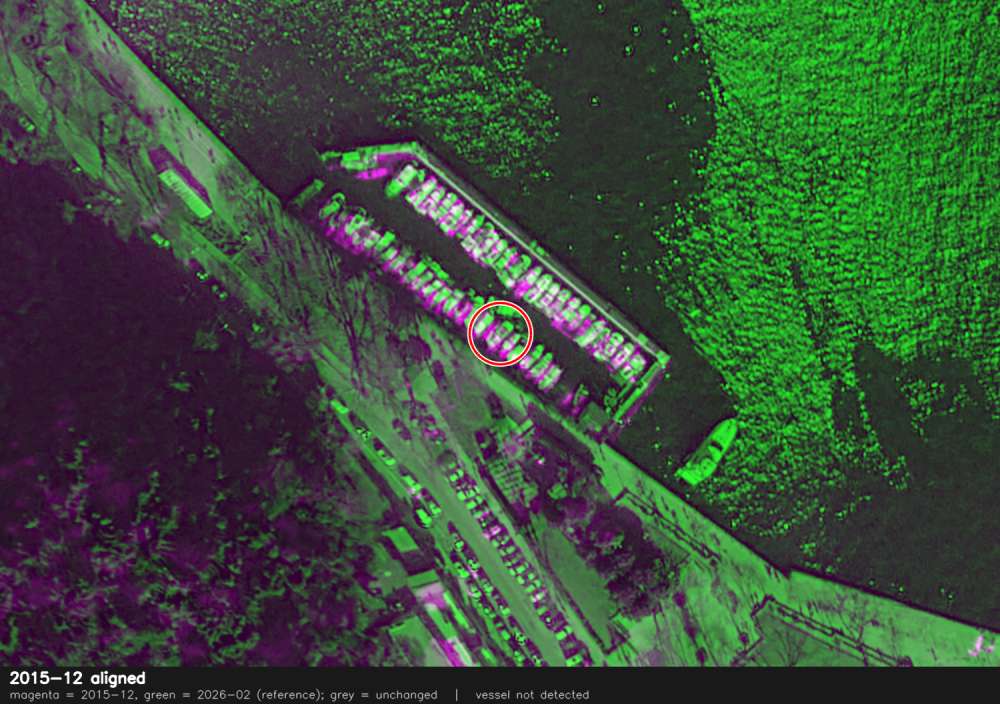 2015-12 aligned
magenta = 2015-12, green = 2026-02 (reference); grey = unchanged | vessel not detected